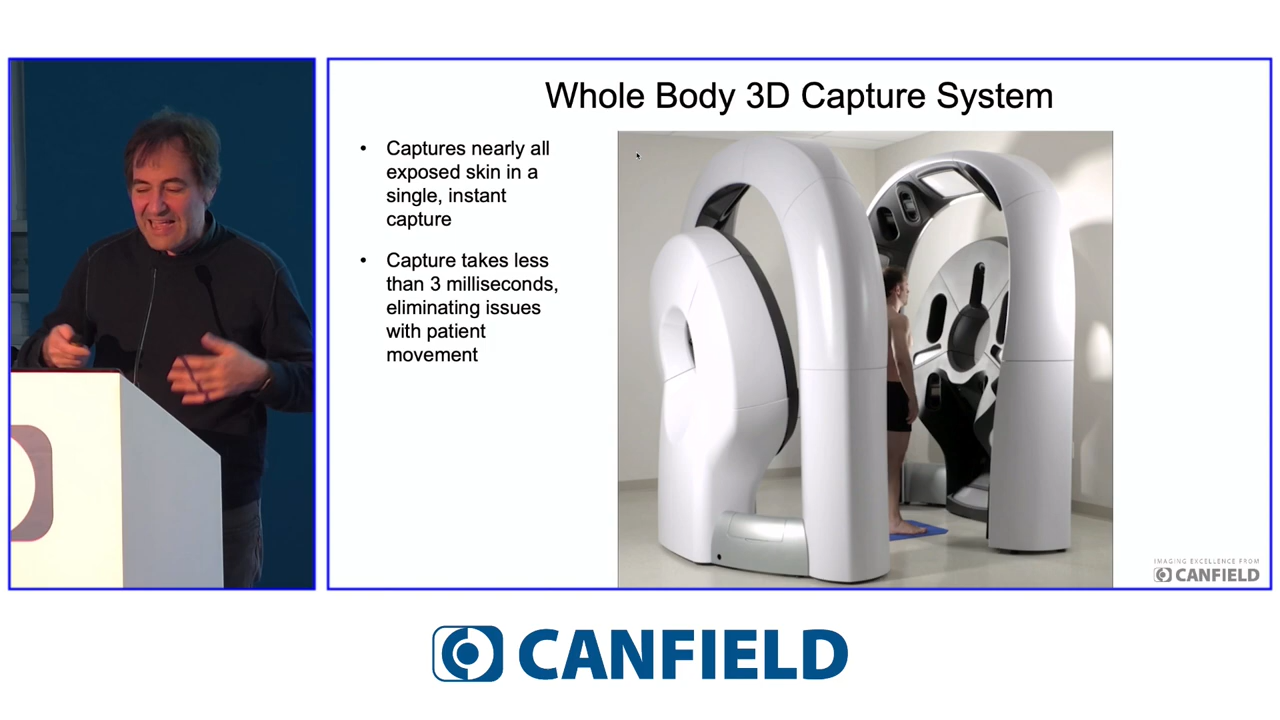 Whole Body 3D Capture System
• Captures nearly all
exposed skin in a
single, instant
capture
• Capture takes less
than 3 milliseconds,
eliminating issues
with patient
movement
IMAGING EXCELLENCE FROM
CANFIELD
CANFIELD